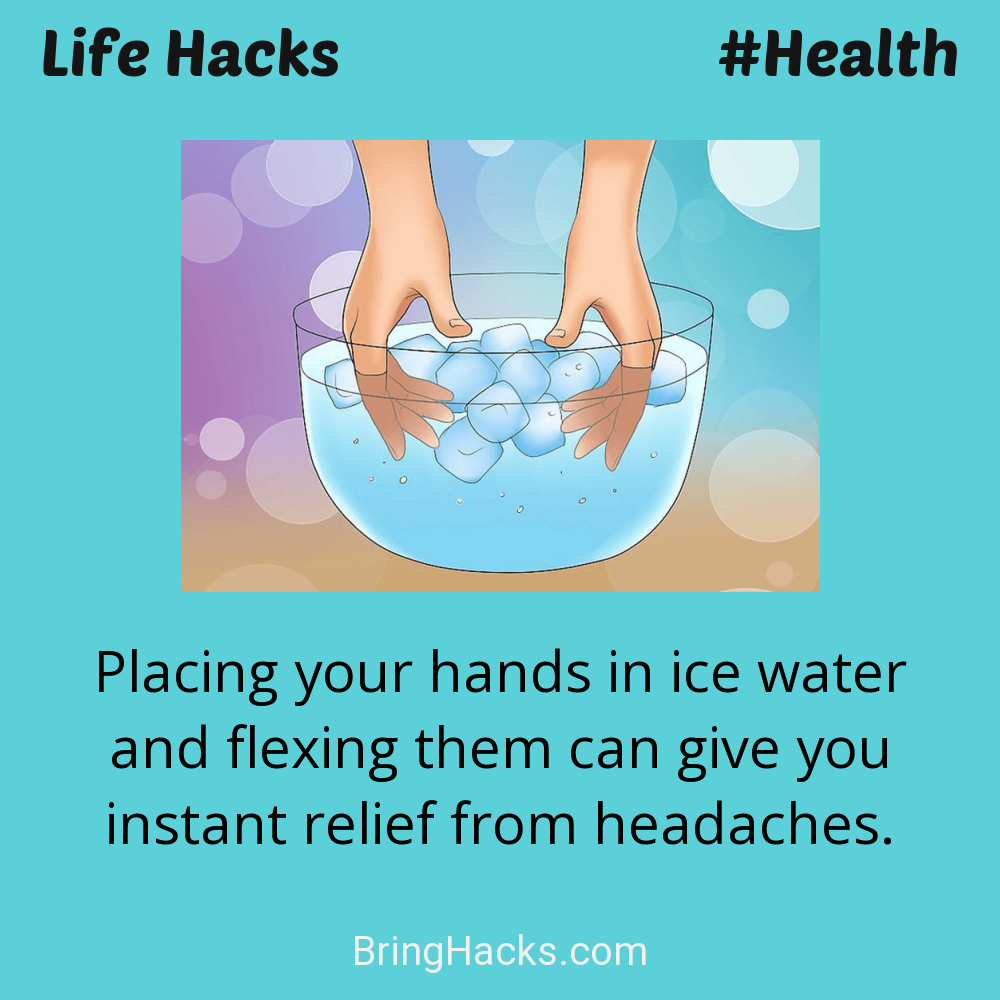 Life Hacks
#Health
Placing your hands in ice water
and flexing them can give you
instant relief from headaches.
BringHacks.com